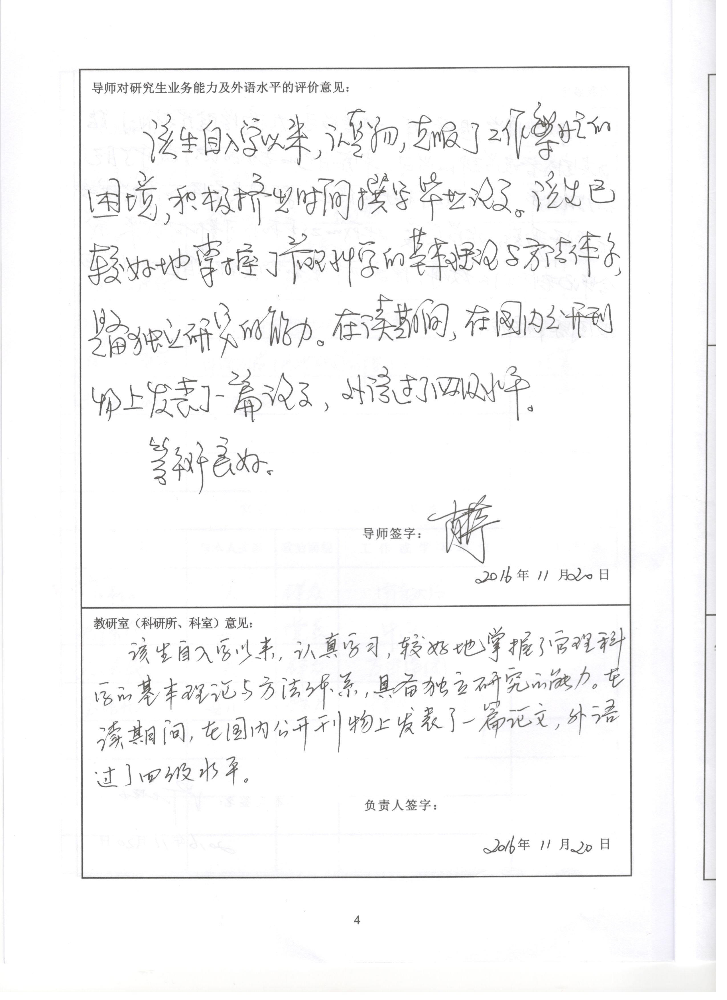 导师对研究生业务能力及外语水平的评价意见：
该生自入学以来，认真学习，克服了工作繁忙的
困境，积极挤出时间撰写毕业论文。该生已
较好地掌握了管理科学的基本理论与方法体系，
具备独立研究的能力。在读期间，在国内公开刊
物上发表了一篇论文，外语过了四级水平。
等评良好。
导师签字：
2016年 11 月20日
教研室（科研所、科室）意见：
该生自入学以来，认真学习，较好地掌握了管理科
学的基本理论与方法体系，具备独立研究的能力。在
读期间，在国内公开刊物上发表了一篇论文，外语
过了四级水平。
负责人签字：
2016年 11 月20日
4